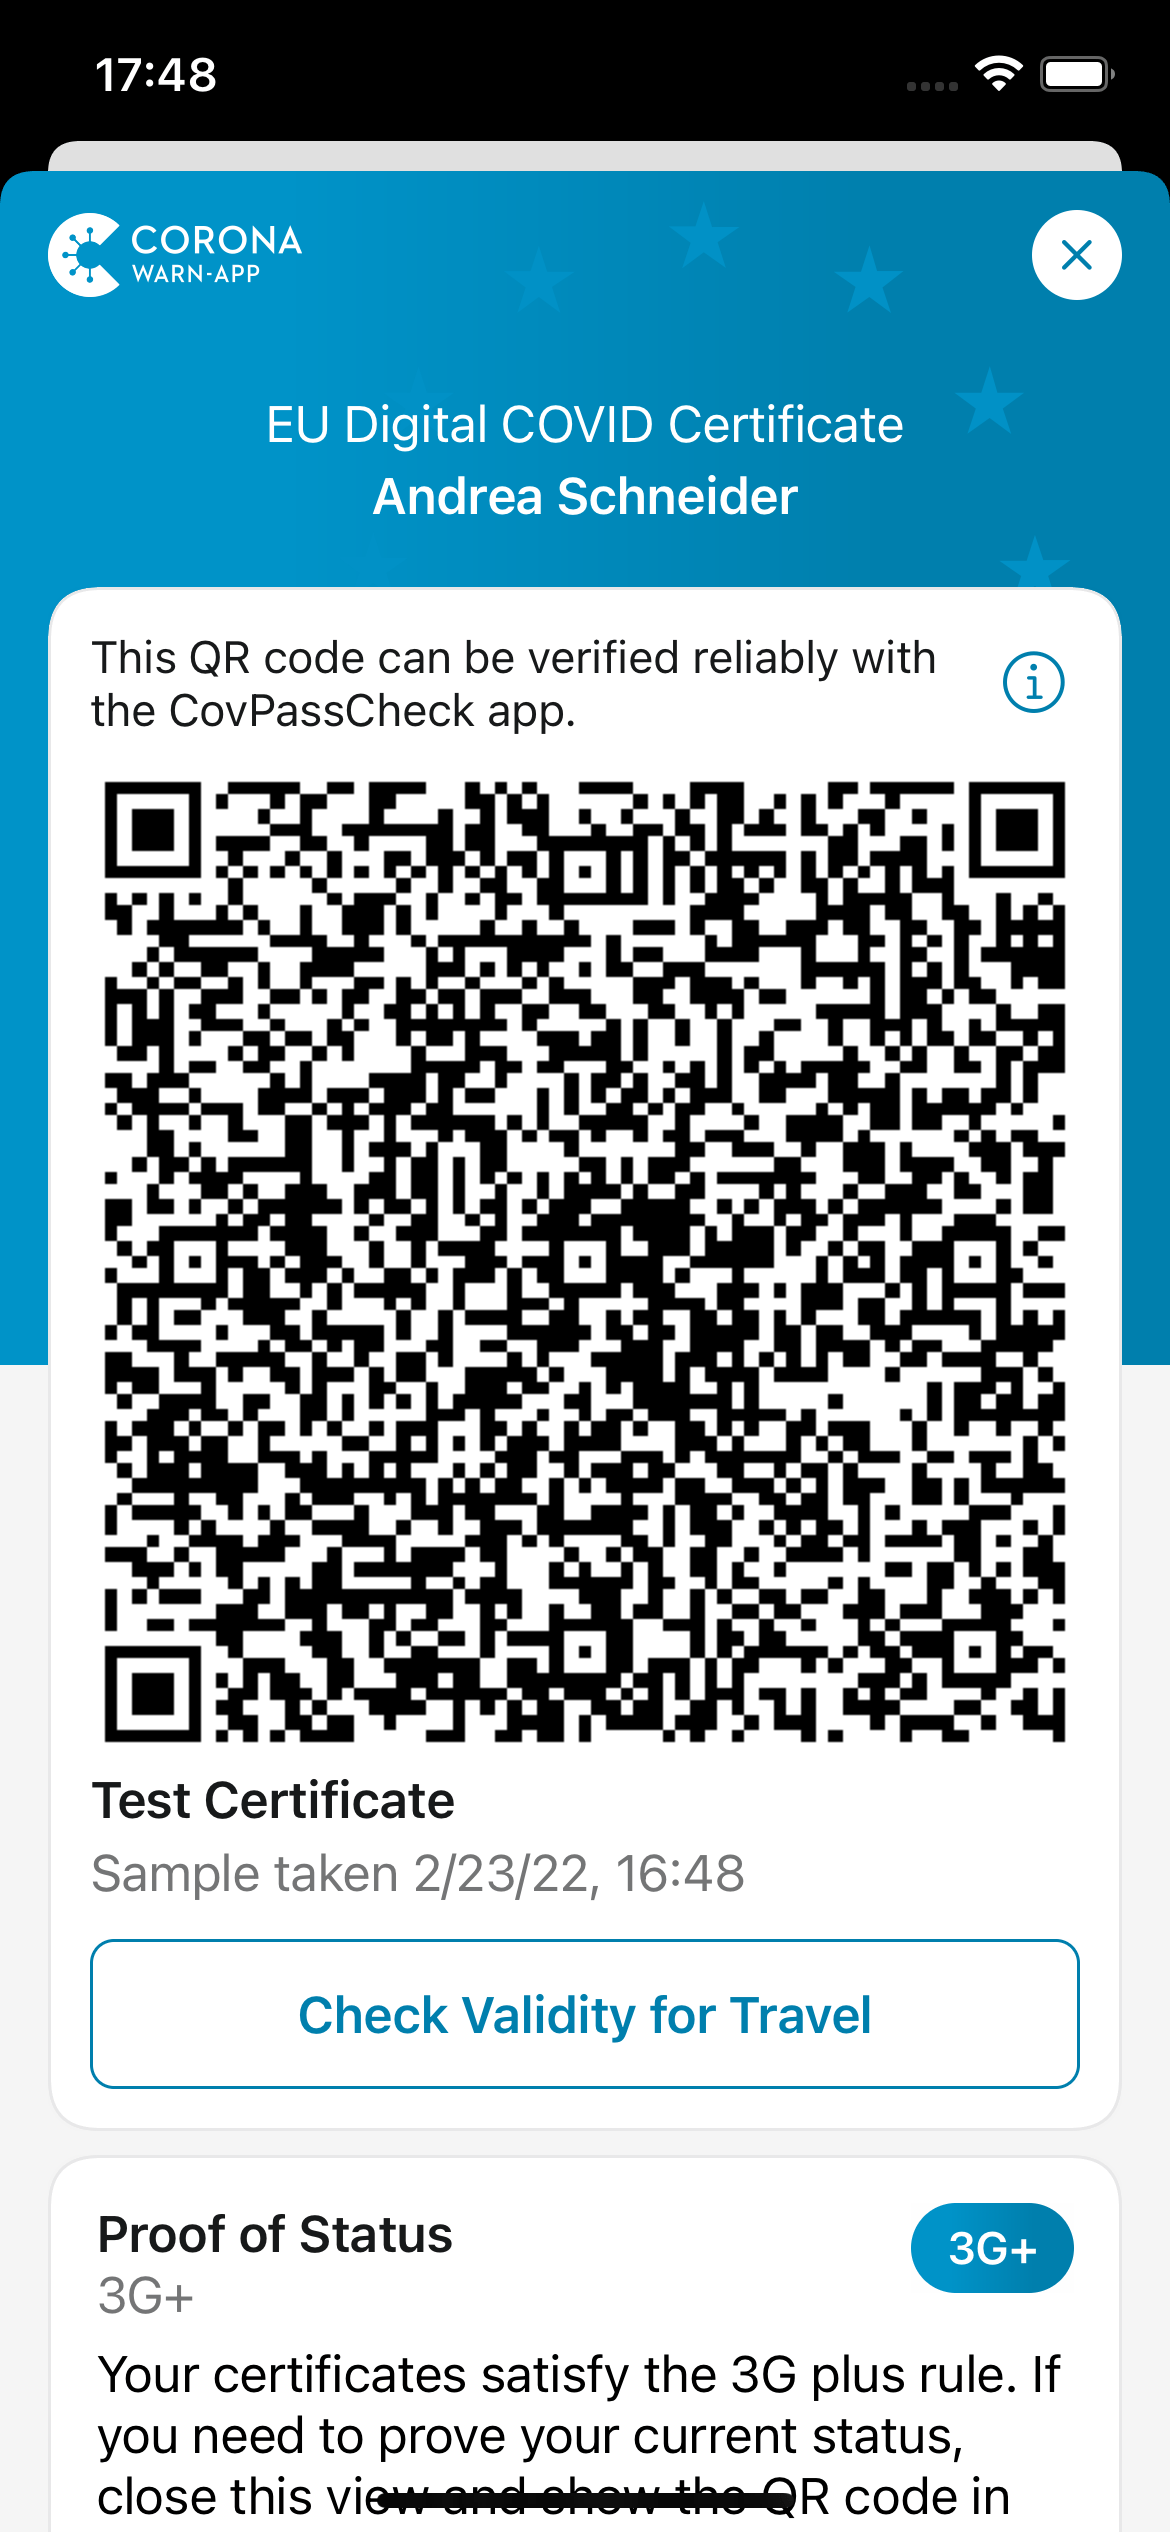 17:48
CORONA
WARN-APP
EU Digital COVID Certificate
Andrea Schneider
This QR code can be verified reliably with
the CovPassCheck app.
Test Certificate
Sample taken 2/23/22, 16:48
Check Validity for Travel
Proof of Status
3G+
3G+
Your certificates satisfy the 3G plus rule. If
you need to prove your current status,
close this view and show the QR code in